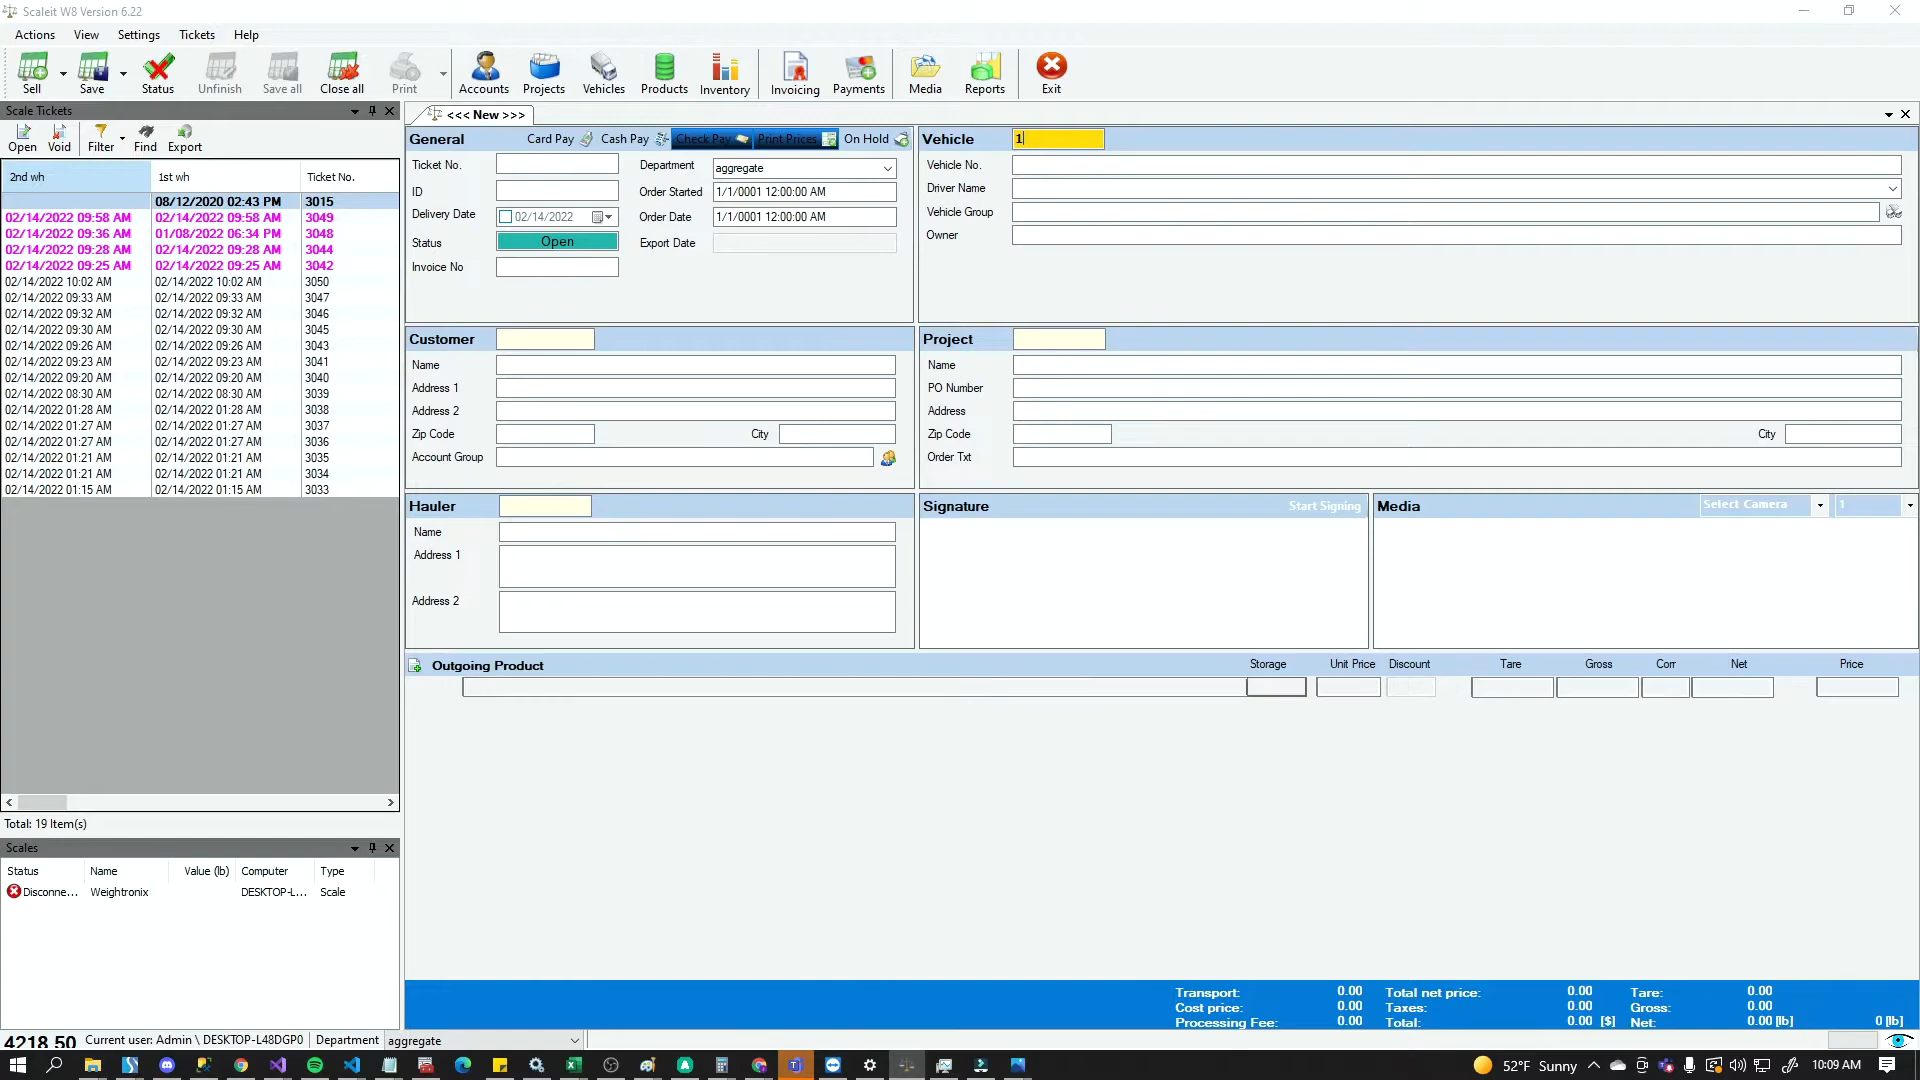 Scaleit W8 Version 6.22
Actions View Settings Tickets Help
Sell Save Status Unfinish Save all Close all Print Accounts Projects Vehicles Products Inventory Invoicing Payments Media Reports Exit
Scale Tickets
Open Void Filter Find Export
2nd wh 1st wh Ticket No.
08/12/2020 02:43 PM 3015
02/14/2022 09:58 AM 02/14/2022 09:58 AM 3049
02/14/2022 09:36 AM 01/08/2022 06:34 PM 3048
02/14/2022 09:28 AM 02/14/2022 09:28 AM 3044
02/14/2022 09:25 AM 02/14/2022 09:25 AM 3042
02/14/2022 10:02 AM 02/14/2022 10:02 AM 3050
02/14/2022 09:33 AM 02/14/2022 09:33 AM 3047
02/14/2022 09:32 AM 02/14/2022 09:32 AM 3046
02/14/2022 09:30 AM 02/14/2022 09:30 AM 3045
02/14/2022 09:26 AM 02/14/2022 09:26 AM 3043
02/14/2022 09:23 AM 02/14/2022 09:23 AM 3041
02/14/2022 09:20 AM 02/14/2022 09:20 AM 3040
02/14/2022 08:30 AM 02/14/2022 08:30 AM 3039
02/14/2022 01:28 AM 02/14/2022 01:28 AM 3038
02/14/2022 01:27 AM 02/14/2022 01:27 AM 3037
02/14/2022 01:27 AM 02/14/2022 01:27 AM 3036
02/14/2022 01:21 AM 02/14/2022 01:21 AM 3035
02/14/2022 01:21 AM 02/14/2022 01:21 AM 3034
02/14/2022 01:15 AM 02/14/2022 01:15 AM 3033
Total: 19 Item(s)
Scales
Status Name Value (lb) Computer Type
Disconne... Weightronix DESKTOP-L... Scale
<<< New >>>
General Card Pay Cash Pay Check Pay Print Prices On Hold
Ticket No. Department aggregate
ID Order Started 1/1/0001 12:00:00 AM
Delivery Date 02/14/2022 Order Date 1/1/0001 12:00:00 AM
Status Open Export Date
Invoice No
Vehicle 1
Vehicle No.
Driver Name
Vehicle Group
Owner
Customer
Name
Address 1
Address 2
Zip Code City
Account Group
Project
Name
PO Number
Address
Zip Code City
Order Txt
Hauler
Name
Address 1
Address 2
Signature Start Signing
Media Select Camera 1
Outgoing Product Storage Unit Price Discount Tare Gross Corr Net Price
Transport: 0.00 Total net price: 0.00 Tare: 0.00
Cost price: 0.00 Taxes: 0.00 Gross: 0.00
Processing Fee: 0.00 Total: 0.00 [$] Net: 0.00 [lb] 0 [lb]
4218.50 Current user: Admin \ DESKTOP-L48DGP0 Department aggregate
52°F Sunny 10:09 AM